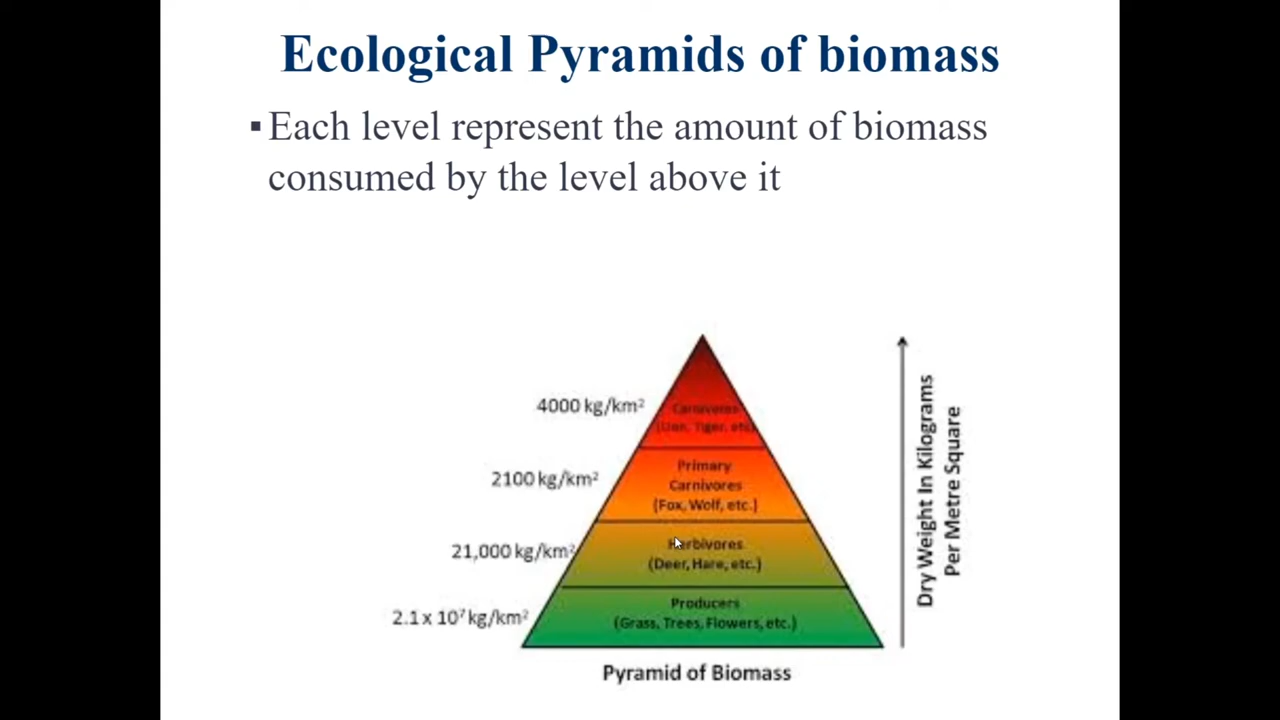 Ecological Pyramids of biomass
▪ Each level represent the amount of biomass
consumed by the level above it
4000 kg/km²
Carnivores
(Lion, Tiger, etc)
2100 kg/km²
Primary
Carnivores
(Fox, Wolf, etc.)
21,000 kg/km²
Herbivores
(Deer, Hare, etc.)
2.1 x 10⁷ kg/km²
Producers
(Grass, Trees, Flowers, etc.)
Dry Weight In Kilograms
Per Metre Square
Pyramid of Biomass